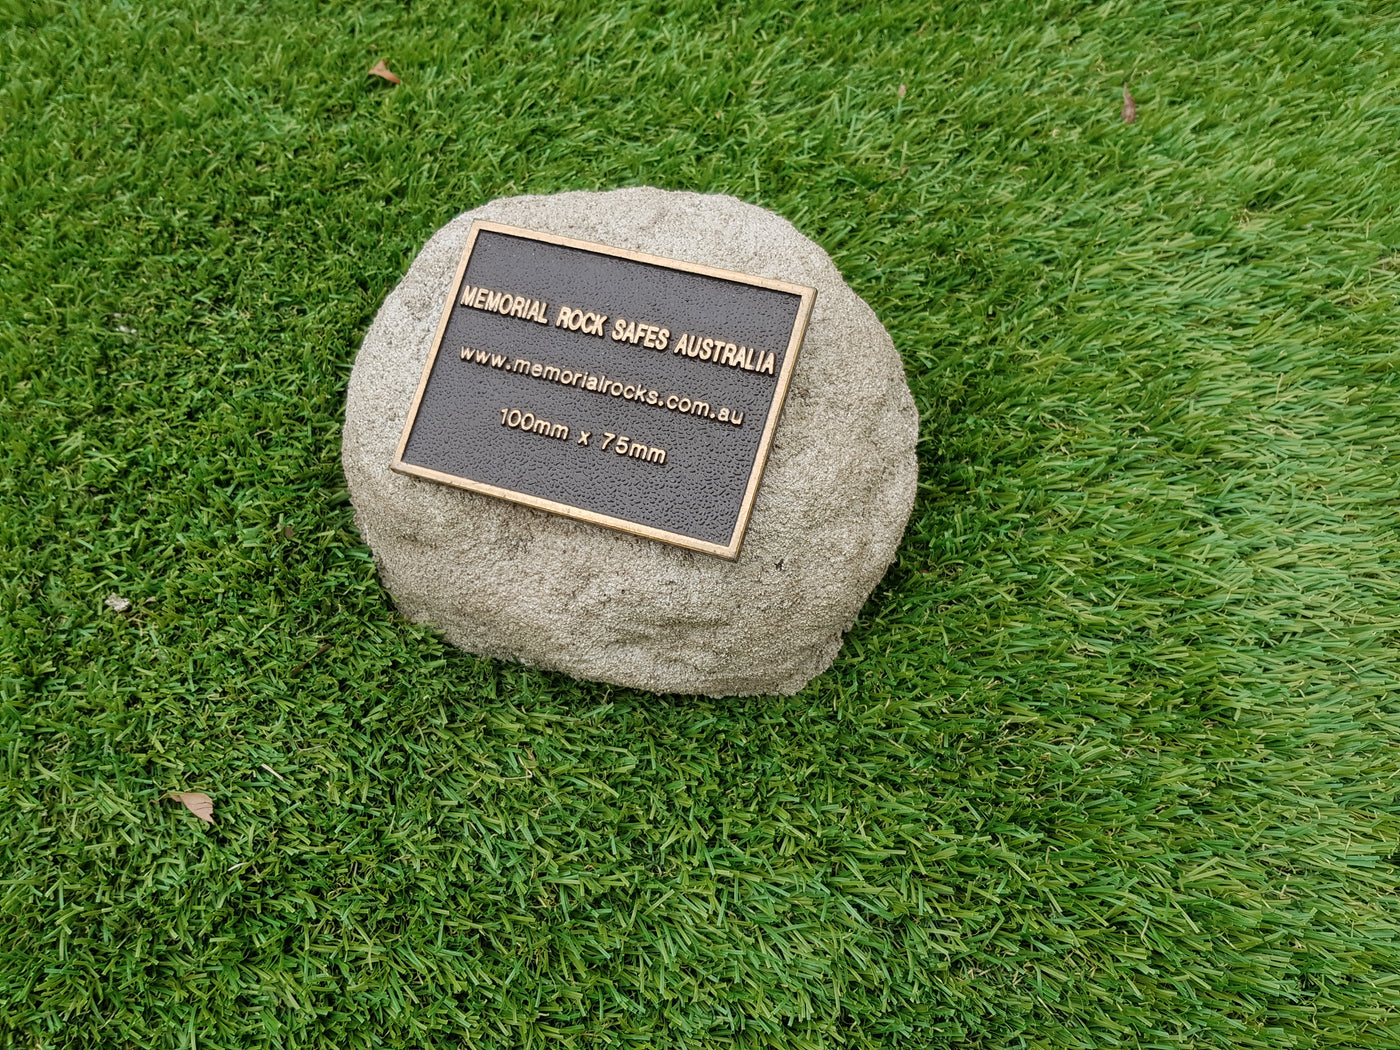 MEMORIAL ROCK SAFES AUSTRALIA
www.memorialrocks.com.au
100mm x 75mm